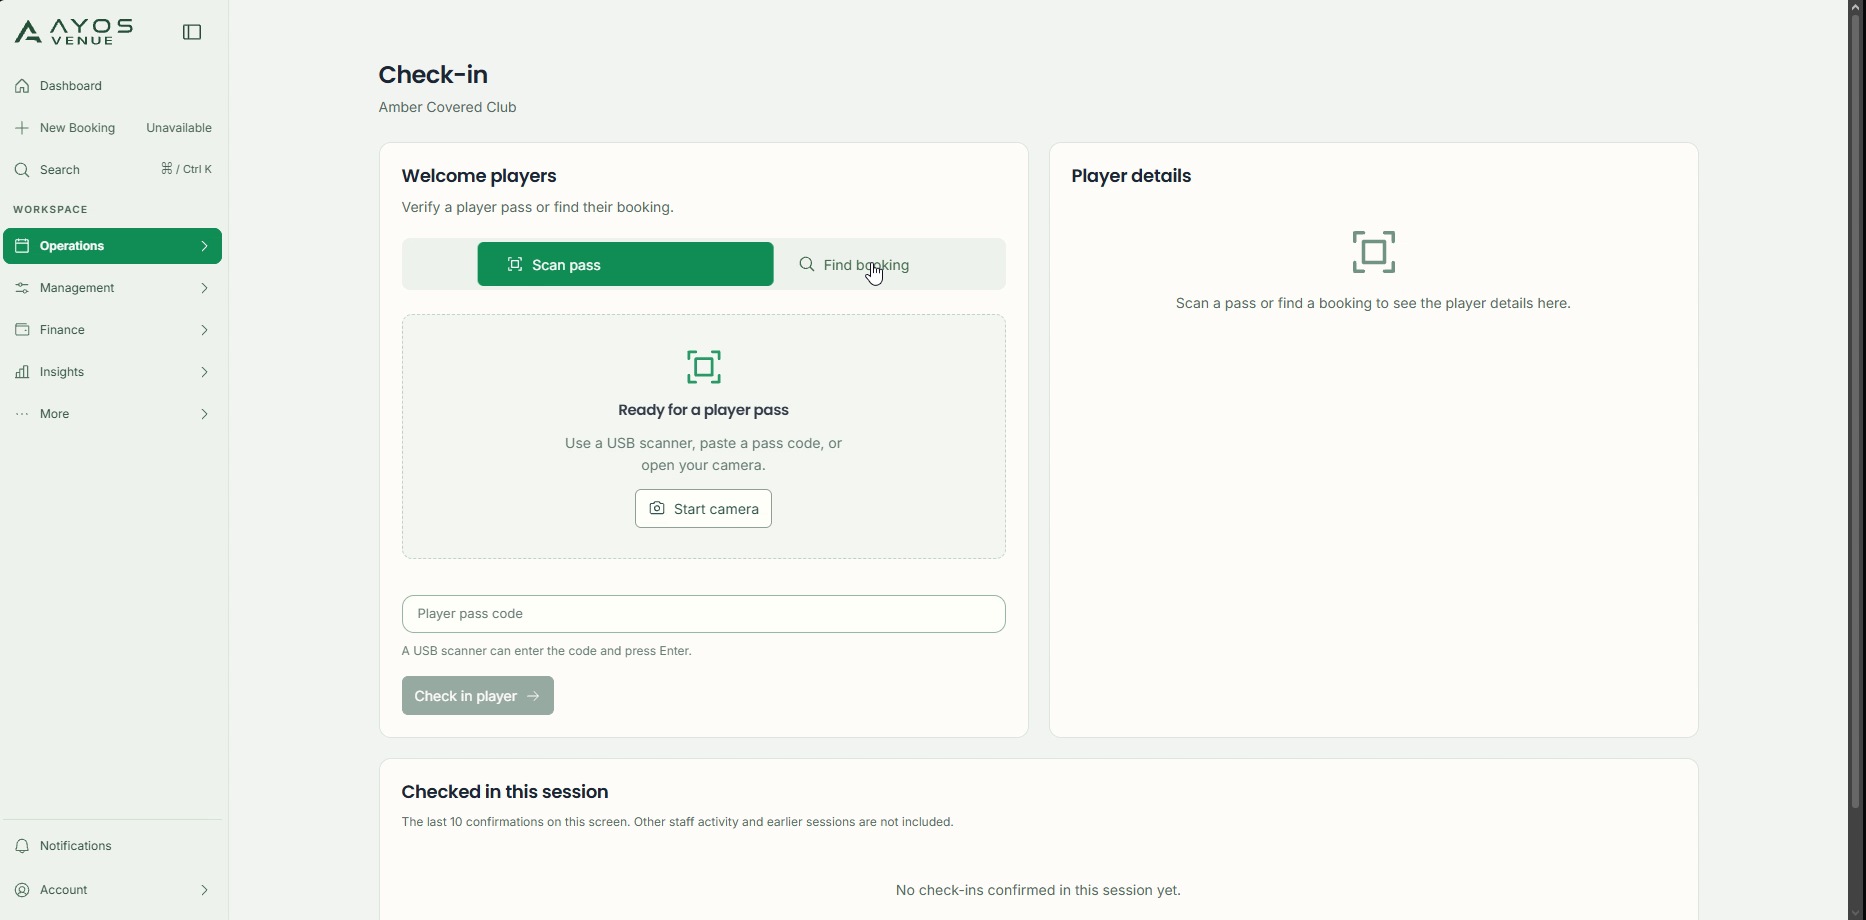 AYOS
VENUE
Dashboard
New Booking Unavailable
Search ⌘ / Ctrl K
WORKSPACE
Operations
Management
Finance
Insights
More
Notifications
Account
Check-in
Amber Covered Club
Welcome players
Verify a player pass or find their booking.
Scan pass
Find booking
Ready for a player pass
Use a USB scanner, paste a pass code, or
open your camera.
Start camera
Player pass code
A USB scanner can enter the code and press Enter.
Check in player →
Player details
Scan a pass or find a booking to see the player details here.
Checked in this session
The last 10 confirmations on this screen. Other staff activity and earlier sessions are not included.
No check-ins confirmed in this session yet.